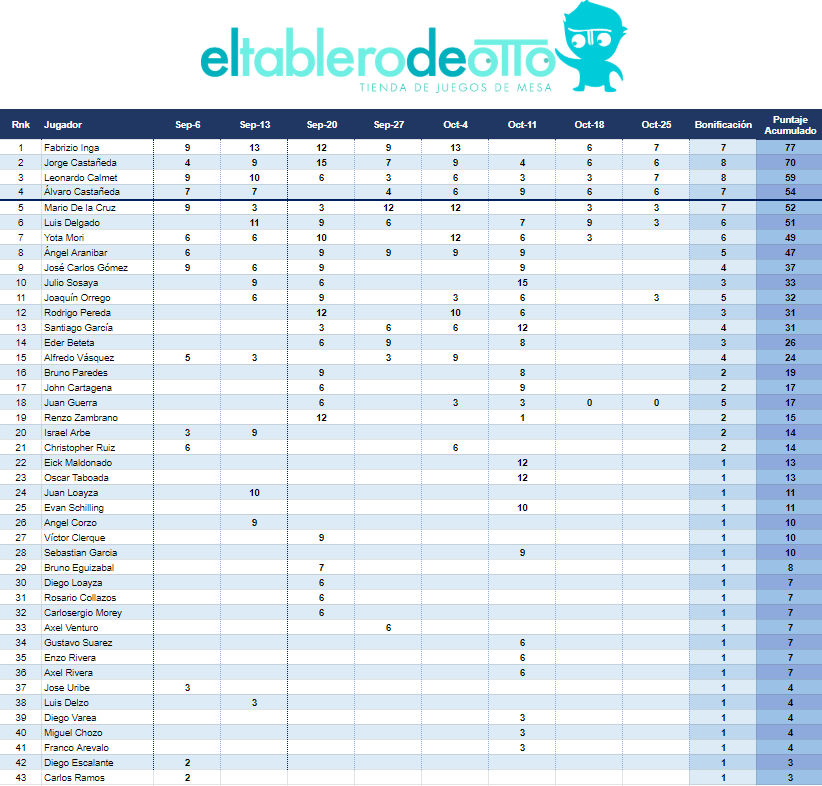 eltablerodeotto
TIENDA DE JUEGOS DE MESA
Rnk Jugador Sep-6 Sep-13 Sep-20 Sep-27 Oct-4 Oct-11 Oct-18 Oct-25 Bonificación Puntaje Acumulado
1 Fabrizio Inga 9 13 12 9 13 6 7 7 77
2 Jorge Castañeda 4 9 15 7 9 4 6 6 8 70
3 Leonardo Calmet 9 10 6 3 6 3 3 7 8 59
4 Álvaro Castañeda 7 7 4 6 9 6 6 7 54
5 Mario De la Cruz 9 3 3 12 12 3 3 7 52
6 Luis Delgado 11 9 6 7 9 3 6 51
7 Yota Mori 6 6 10 12 6 3 6 49
8 Ángel Aranibar 6 9 9 9 9 5 47
9 José Carlos Gómez 9 6 9 9 4 37
10 Julio Sosaya 9 6 15 3 33
11 Joaquín Orrego 6 9 3 6 3 5 32
12 Rodrigo Pereda 12 10 6 3 31
13 Santiago García 3 6 6 12 4 31
14 Eder Beteta 6 9 8 3 26
15 Alfredo Vásquez 5 3 3 9 4 24
16 Bruno Paredes 9 8 2 19
17 John Cartagena 6 9 2 17
18 Juan Guerra 6 3 3 0 0 5 17
19 Renzo Zambrano 12 1 2 15
20 Israel Arbe 3 9 2 14
21 Christopher Ruiz 6 6 2 14
22 Eick Maldonado 12 1 13
23 Oscar Taboada 12 1 13
24 Juan Loayza 10 1 11
25 Evan Schilling 10 1 11
26 Angel Corzo 9 1 10
27 Víctor Clerque 9 1 10
28 Sebastian Garcia 9 1 10
29 Bruno Eguizabal 7 1 8
30 Diego Loayza 6 1 7
31 Rosario Collazos 6 1 7
32 Carlosergio Morey 6 1 7
33 Axel Venturo 6 1 7
34 Gustavo Suarez 6 1 7
35 Enzo Rivera 6 1 7
36 Axel Rivera 6 1 7
37 Jose Uribe 3 1 4
38 Luis Delzo 3 1 4
39 Diego Varea 3 1 4
40 Miguel Chozo 3 1 4
41 Franco Arevalo 3 1 4
42 Diego Escalante 2 1 3
43 Carlos Ramos 2 1 3